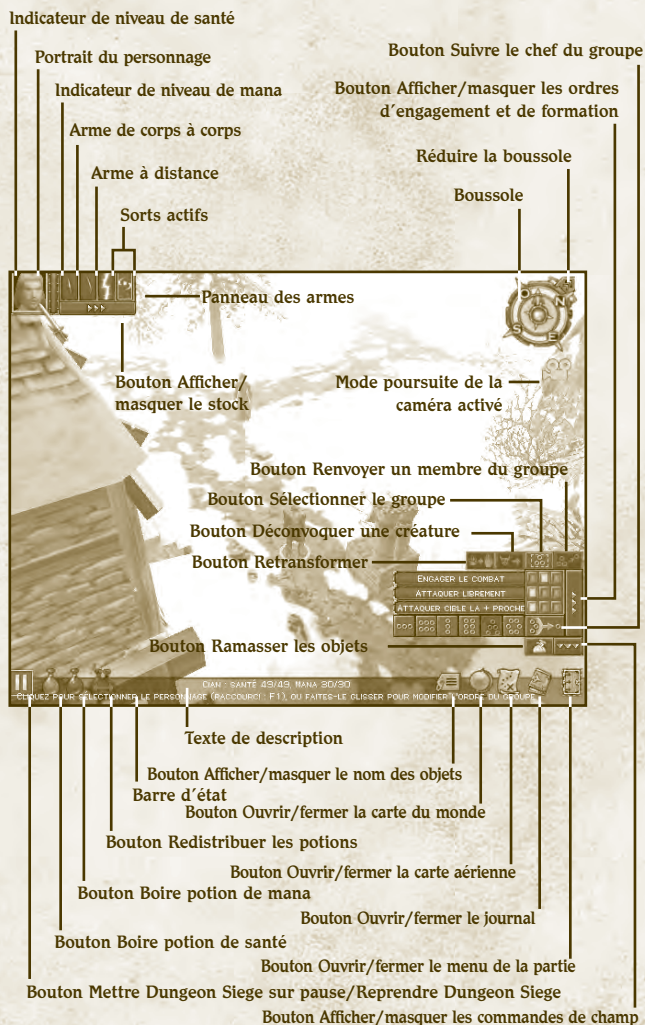 Indicateur de niveau de santé
Portrait du personnage
Indicateur de niveau de mana
Arme de corps à corps
Arme à distance
Sorts actifs
Bouton Suivre le chef du groupe
Bouton Afficher/masquer les ordres
d'engagement et de formation
Réduire la boussole
Boussole
N
S
E
Panneau des armes
Bouton Afficher/
masquer le stock
Mode poursuite de la
caméra activé
Bouton Renvoyer un membre du groupe
Bouton Sélectionner le groupe
Bouton Déconvoquer une créature
Bouton Retransformer
ENGAGER LE COMBAT
ATTAQUER LIBREMENT
ATTAQUER CIBLE LA + PROCHE
Bouton Ramasser les objets
CIAN : SANTÉ 49/49, MANA 30/30
CLIQUEZ POUR SÉLECTIONNER LE PERSONNAGE (RACCOURCI : F1), OU FAITES-LE GLISSER POUR MODIFIER L'ORDRE DU GROUPE.
Texte de description
Bouton Afficher/masquer le nom des objets
Barre d'état
Bouton Ouvrir/fermer la carte du monde
Bouton Redistribuer les potions
Bouton Ouvrir/fermer la carte aérienne
Bouton Boire potion de mana
Bouton Ouvrir/fermer le journal
Bouton Boire potion de santé
Bouton Ouvrir/fermer le menu de la partie
Bouton Mettre Dungeon Siege sur pause/Reprendre Dungeon Siege
Bouton Afficher/masquer les commandes de champ